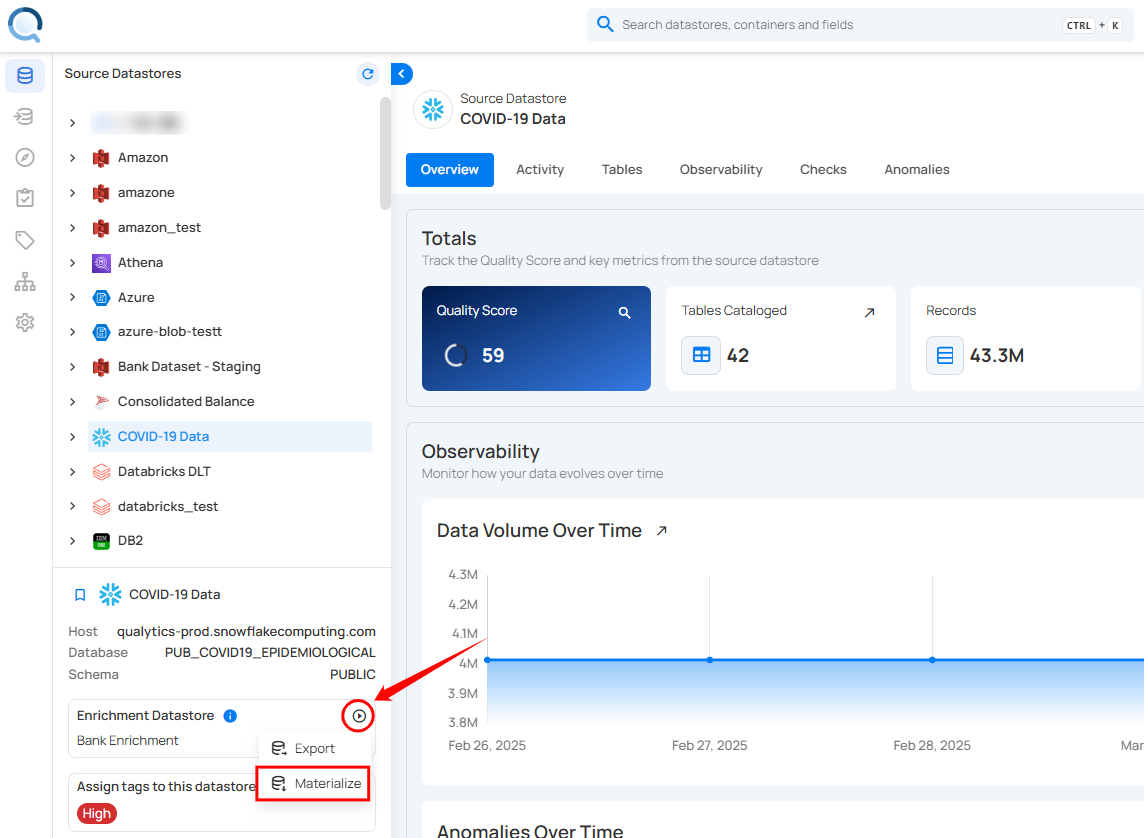 Search datastores, containers and fields
CTRL + K
Source Datastores
Amazon
amazone
amazon_test
Athena
Azure
azure-blob-testt
Bank Dataset - Staging
Consolidated Balance
COVID-19 Data
Databricks DLT
databricks_test
DB2
COVID-19 Data
Host qualytics-prod.snowflakecomputing.com
Database PUB_COVID19_EPIDEMIOLOGICAL
Schema PUBLIC
Enrichment Datastore
Bank Enrichment
Export
Materialize
Assign tags to this datastore
High
Source Datastore
COVID-19 Data
Overview Activity Tables Observability Checks Anomalies
Totals
Track the Quality Score and key metrics from the source datastore
Quality Score
59
Tables Cataloged
42
Records
43.3M
Observability
Monitor how your data evolves over time
Data Volume Over Time
4.3M
4.2M
4.1M
4M
3.9M
3.8M
Feb 26, 2025 Feb 27, 2025 Feb 28, 2025 Mar
Anomalies Over Time